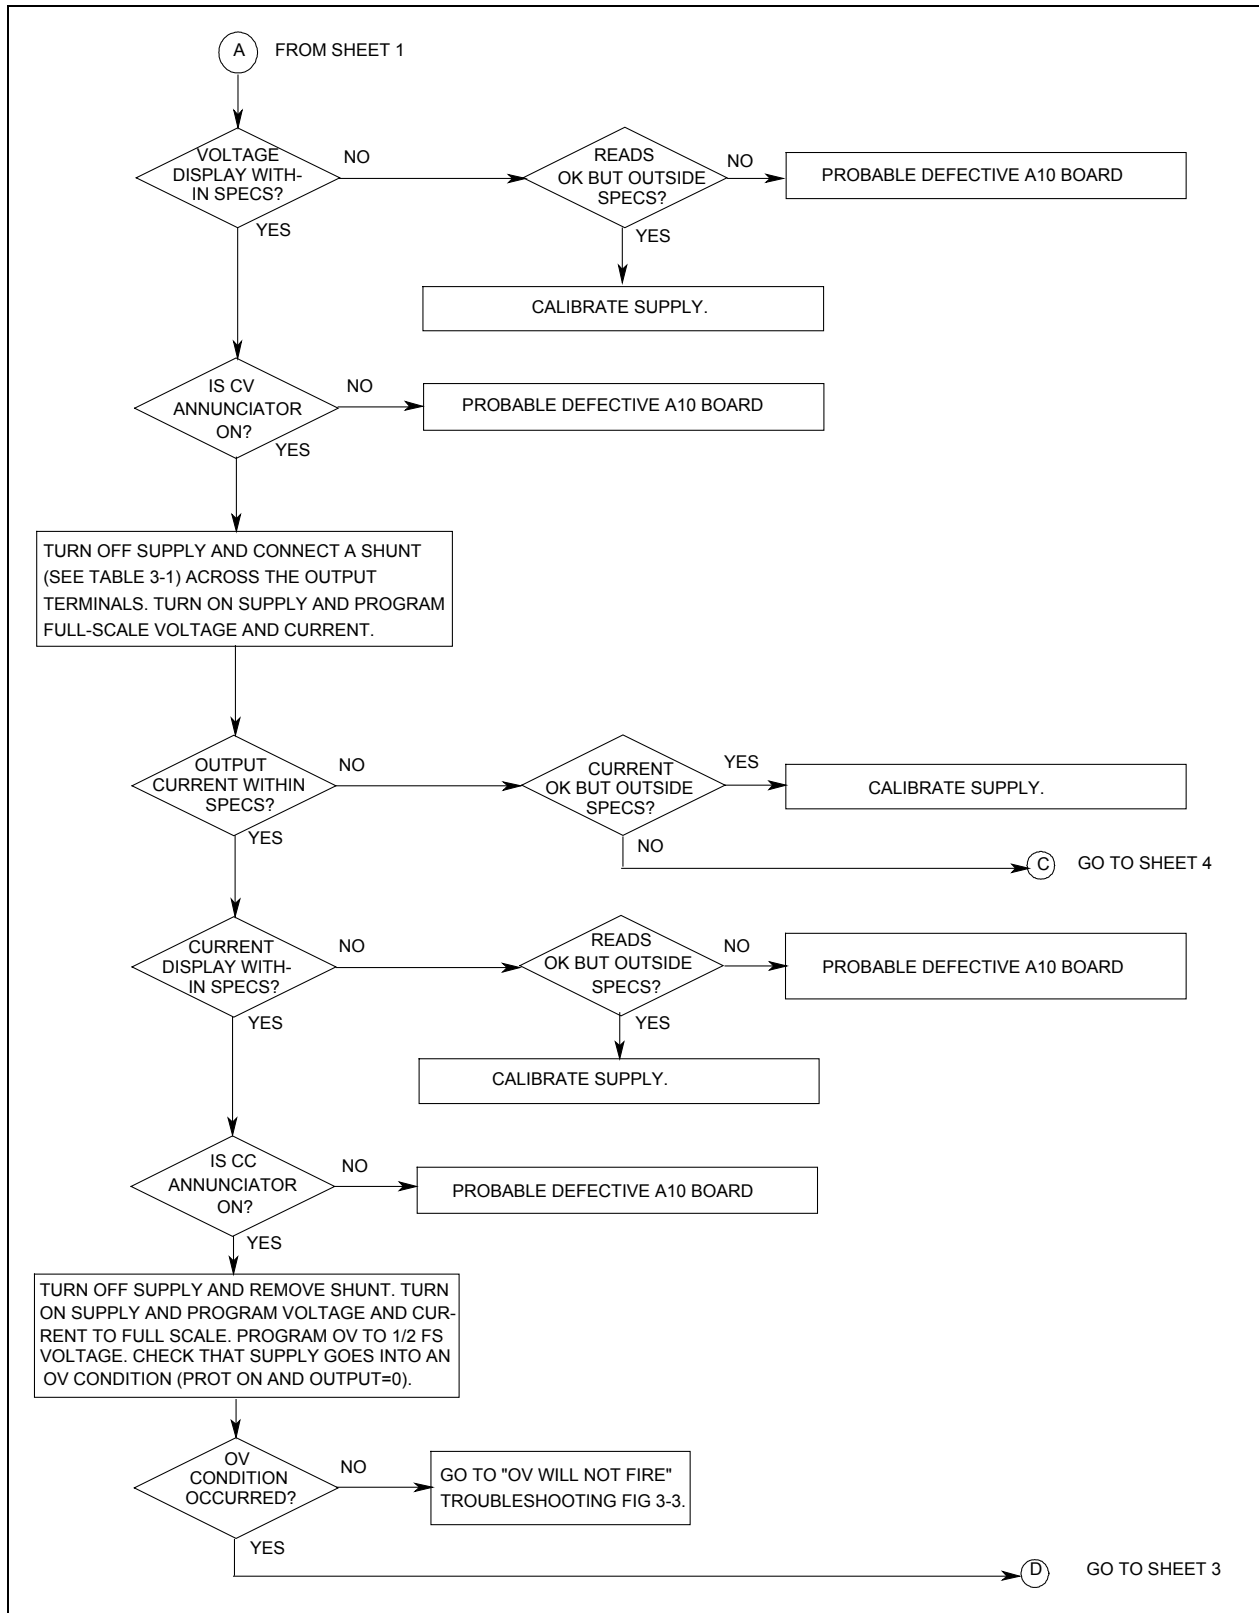 A FROM SHEET 1
VOLTAGE
DISPLAY WITH-
IN SPECS?
NO
READS
OK BUT OUTSIDE
SPECS?
NO
PROBABLE DEFECTIVE A10 BOARD
YES
YES
CALIBRATE SUPPLY.
IS CV
ANNUNCIATOR
ON?
NO
PROBABLE DEFECTIVE A10 BOARD
YES
TURN OFF SUPPLY AND CONNECT A SHUNT
(SEE TABLE 3-1) ACROSS THE OUTPUT
TERMINALS. TURN ON SUPPLY AND PROGRAM
FULL-SCALE VOLTAGE AND CURRENT.
OUTPUT
CURRENT WITHIN
SPECS?
NO
CURRENT
OK BUT OUTSIDE
SPECS?
YES
CALIBRATE SUPPLY.
YES
NO
C GO TO SHEET 4
CURRENT
DISPLAY WITH-
IN SPECS?
NO
READS
OK BUT OUTSIDE
SPECS?
NO
PROBABLE DEFECTIVE A10 BOARD
YES
YES
CALIBRATE SUPPLY.
IS CC
ANNUNCIATOR
ON?
NO
PROBABLE DEFECTIVE A10 BOARD
YES
TURN OFF SUPPLY AND REMOVE SHUNT. TURN
ON SUPPLY AND PROGRAM VOLTAGE AND CUR-
RENT TO FULL SCALE. PROGRAM OV TO 1/2 FS
VOLTAGE. CHECK THAT SUPPLY GOES INTO AN
OV CONDITION (PROT ON AND OUTPUT=0).
OV
CONDITION
OCCURRED?
NO
GO TO "OV WILL NOT FIRE"
TROUBLESHOOTING FIG 3-3.
YES
D GO TO SHEET 3